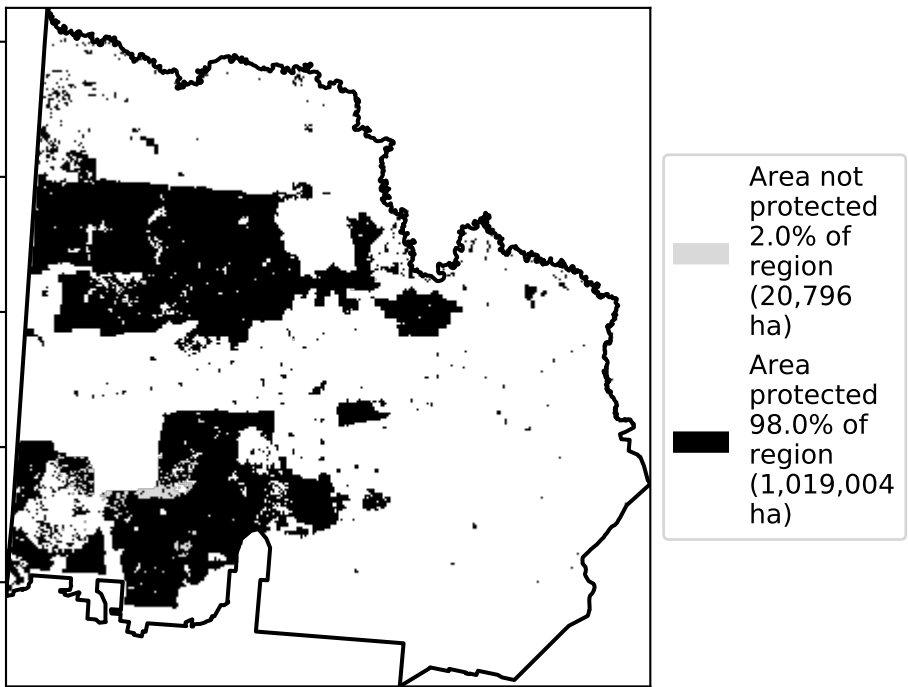 Area not
protected
2.0% of
region
(20,796
ha)
Area
protected
98.0% of
region
(1,019,004
ha)